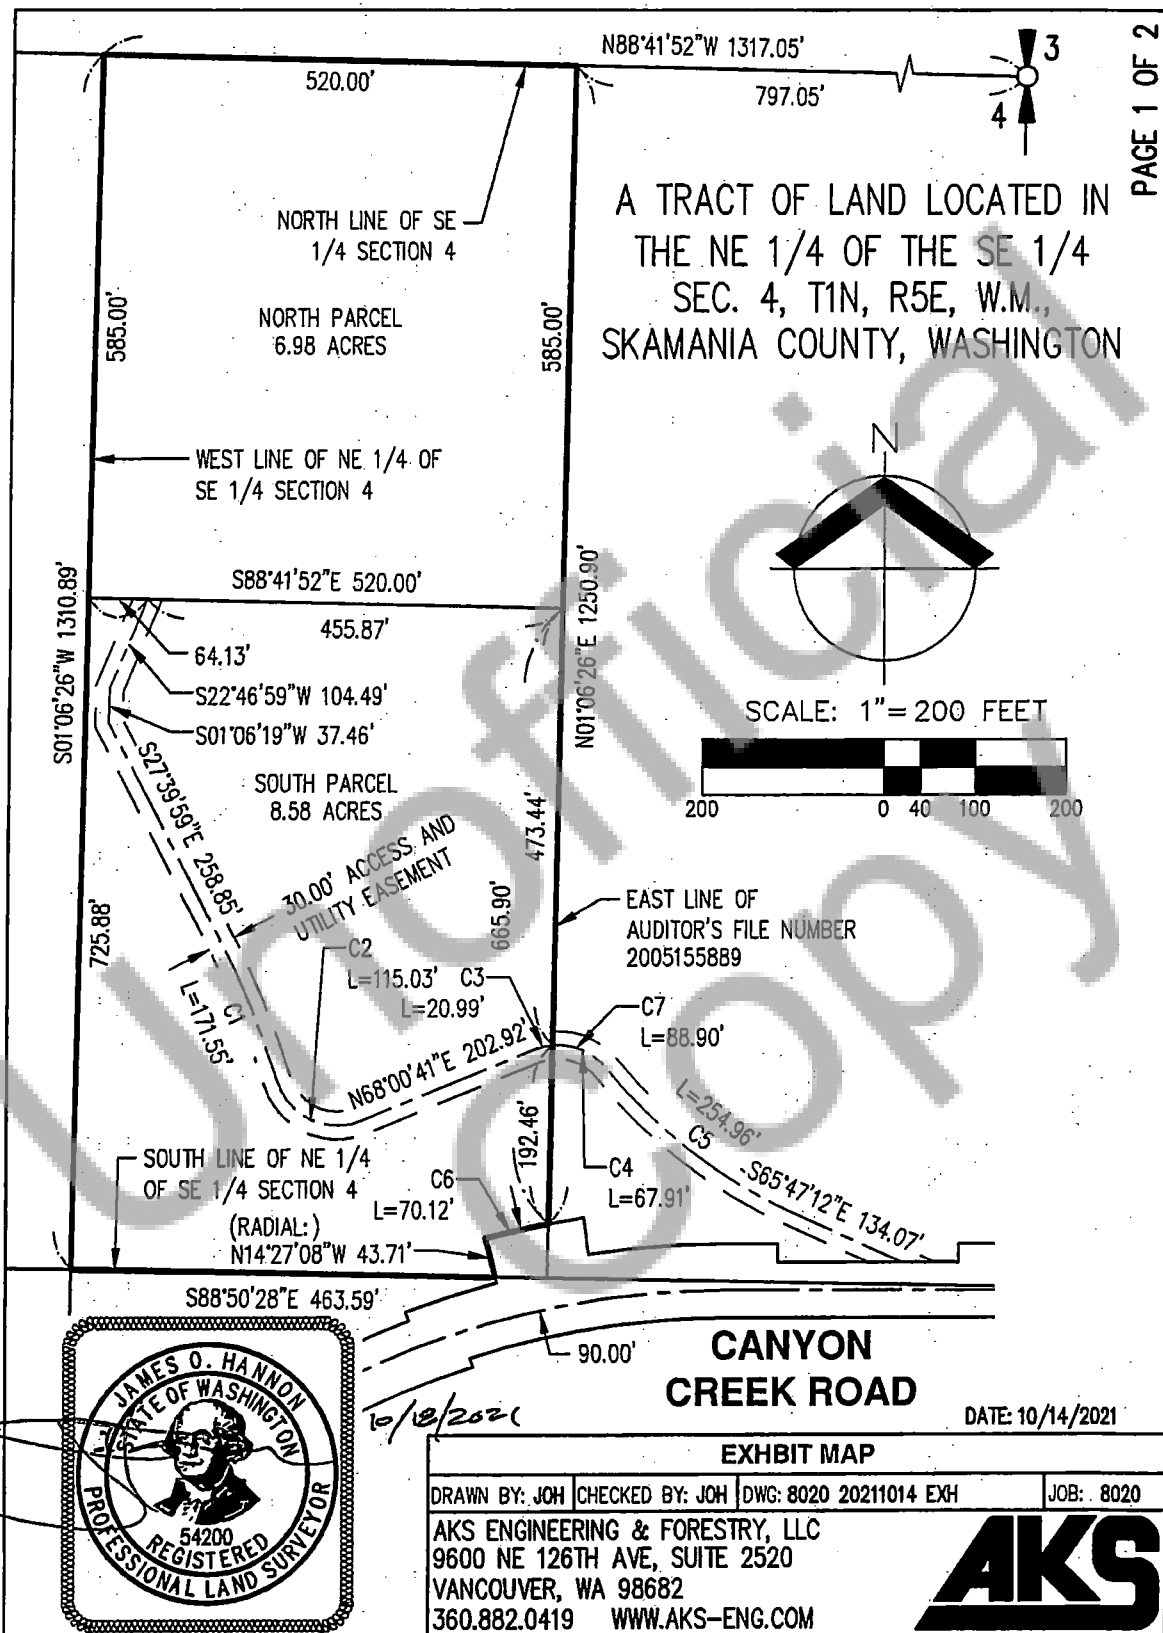 PAGE 1 OF 2
N88°41'52"W 1317.05'
520.00'
797.05'
3
4
A TRACT OF LAND LOCATED IN
THE NE 1/4 OF THE SE 1/4
SEC. 4, T1N, R5E, W.M.,
SKAMANIA COUNTY, WASHINGTON
NORTH LINE OF SE
1/4 SECTION 4
NORTH PARCEL
6.98 ACRES
585.00'
585.00'
WEST LINE OF NE 1/4 OF
SE 1/4 SECTION 4
N
S88°41'52"E 520.00'
455.87'
64.13'
S22°46'59"W 104.49'
S01°06'19"W 37.46'
S01°06'26"W 1310.89'
N01°06'26"E 1250.90'
SCALE: 1"= 200 FEET
200 0 40 100 200
S27°39'59"E 258.85'
SOUTH PARCEL
8.58 ACRES
473.44'
30.00' ACCESS AND
UTILITY EASEMENT
665.90'
725.88'
EAST LINE OF
AUDITOR'S FILE NUMBER
2005155889
C2
L=115.03'
C3
L=20.99'
C1
L=171.55'
C7
L=88.90'
N68°00'41"E 202.92'
L=254.96'
C5
192.46'
C4
L=67.91'
S65°47'12"E 134.07'
SOUTH LINE OF NE 1/4
OF SE 1/4 SECTION 4
C6
L=70.12'
(RADIAL:)
N14°27'08"W 43.71'
S88°50'28"E 463.59'
90.00'
CANYON
CREEK ROAD
JAMES O. HANNON
STATE OF WASHINGTON
54200
REGISTERED
PROFESSIONAL LAND SURVEYOR
10/18/2021
DATE: 10/14/2021
EXHBIT MAP
DRAWN BY: JOH CHECKED BY: JOH DWG: 8020 20211014 EXH JOB: 8020
AKS ENGINEERING & FORESTRY, LLC
9600 NE 126TH AVE, SUITE 2520
VANCOUVER, WA 98682
360.882.0419 WWW.AKS-ENG.COM
AKS
Unofficial
Copy